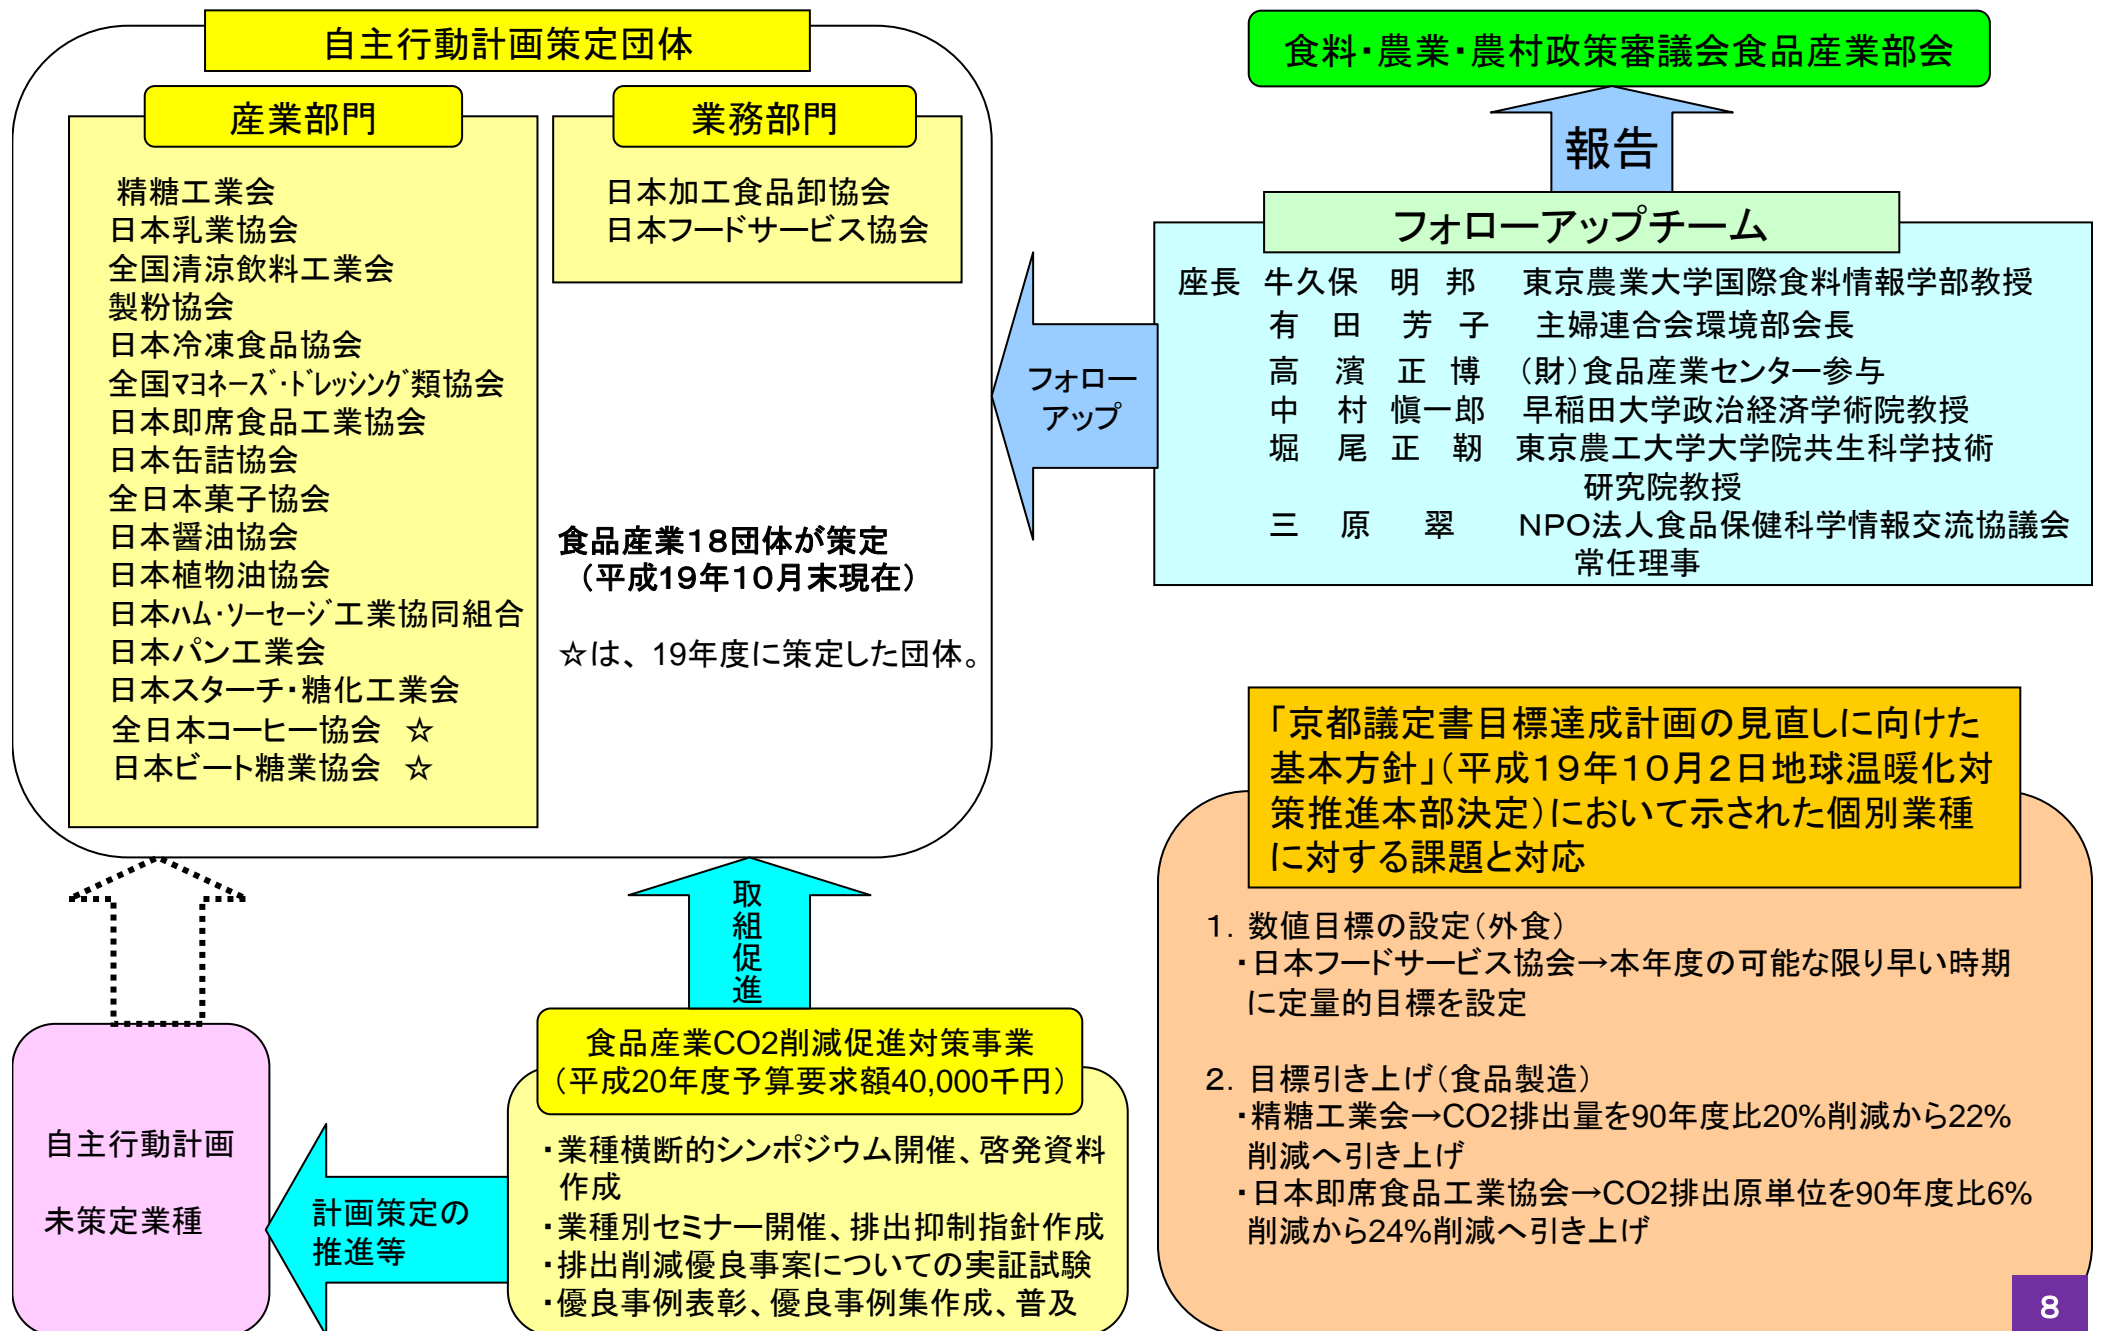 自主行動計画策定団体
産業部門
精糖工業会
日本乳業協会
全国清涼飲料工業会
製粉協会
日本冷凍食品協会
全国ﾏﾖﾈｰｽﾞ・ﾄﾞﾚｯｼﾝｸﾞ類協会
日本即席食品工業協会
日本缶詰協会
全日本菓子協会
日本醤油協会
日本植物油協会
日本ﾊﾑ・ｿｰｾｰｼﾞ工業協同組合
日本パン工業会
日本スターチ・糖化工業会
全日本コーヒー協会　☆
日本ビート糖業協会　☆
業務部門
日本加工食品卸協会
日本フードサービス協会
食品産業１８団体が策定
（平成19年１０月末現在）
☆は、19年度に策定した団体。
食料・農業・農村政策審議会食品産業部会
報告
フォローアップチーム
座長　牛久保　明　邦　東京農業大学国際食料情報学部教授
有　田　芳　子　主婦連合会環境部会長
高　濱　正　博　（財）食品産業センター参与
中　村　愼一郎　早稲田大学政治経済学術院教授
堀　尾　正　靭　東京農工大学大学院共生科学技術
研究院教授
三　原　翠　ＮＰＯ法人食品保健科学情報交流協議会
常任理事
フォロー
アップ
「京都議定書目標達成計画の見直しに向けた
基本方針」（平成１９年１０月２日地球温暖化対
策推進本部決定）において示された個別業種
に対する課題と対応
１．数値目標の設定（外食）
・日本フードサービス協会→本年度の可能な限り早い時期
に定量的目標を設定
２．目標引き上げ（食品製造）
・精糖工業会→CO2排出量を90年度比20%削減から22%
削減へ引き上げ
・日本即席食品工業協会→CO2排出原単位を90年度比6%
削減から24%削減へ引き上げ
取組促進
食品産業CO2削減促進対策事業
（平成20年度予算要求額40,000千円）
・業種横断的シンポジウム開催、啓発資料
作成
・業種別セミナー開催、排出抑制指針作成
・排出削減優良事案についての実証試験
・優良事例表彰、優良事例集作成、普及
計画策定の
推進等
自主行動計画
未策定業種
8